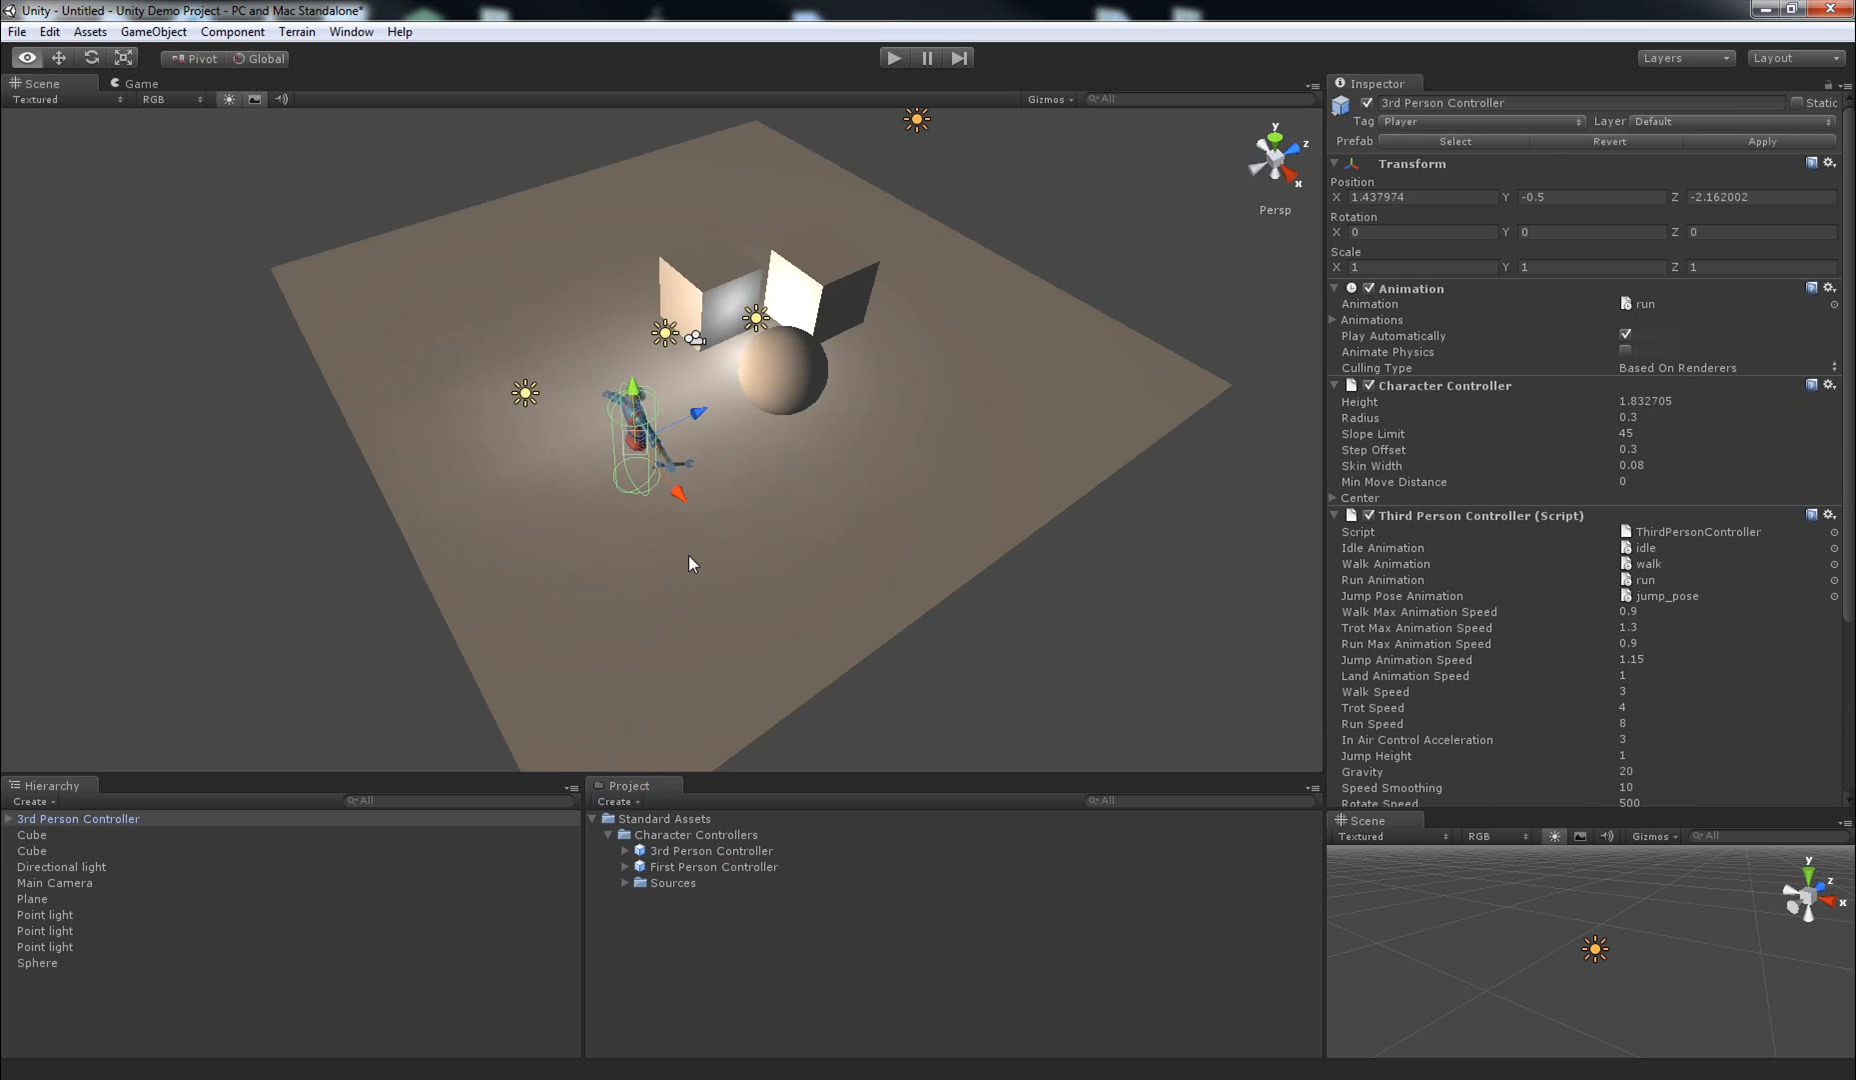 Unity - Untitled - Unity Demo Project - PC and Mac Standalone*
File Edit Assets GameObject Component Terrain Window Help
Pivot Global Layers Layout
Scene Game
Textured RGB Gizmos All
y
z
x
Persp
Inspector
3rd Person Controller Static
Tag Player Layer Default
Prefab Select Revert Apply
Transform
Position
X 1.437974 Y -0.5 Z -2.162002
Rotation
X 0 Y 0 Z 0
Scale
X 1 Y 1 Z 1
Animation
Animation run
Animations
Play Automatically
Animate Physics
Culling Type Based On Renderers
Character Controller
Height 1.832705
Radius 0.3
Slope Limit 45
Step Offset 0.3
Skin Width 0.08
Min Move Distance 0
Center
Third Person Controller (Script)
Script ThirdPersonController
Idle Animation idle
Walk Animation walk
Run Animation run
Jump Pose Animation jump_pose
Walk Max Animation Speed 0.9
Trot Max Animation Speed 1.3
Run Max Animation Speed 0.9
Jump Animation Speed 1.15
Land Animation Speed 1
Walk Speed 3
Trot Speed 4
Run Speed 8
In Air Control Acceleration 3
Jump Height 1
Gravity 20
Speed Smoothing 10
Rotate Speed 500
Hierarchy
Create All
3rd Person Controller
Cube
Cube
Directional light
Main Camera
Plane
Point light
Point light
Point light
Sphere
Project
Create All
Standard Assets
Character Controllers
3rd Person Controller
First Person Controller
Sources
Scene
Textured RGB Gizmos All
y
z
x